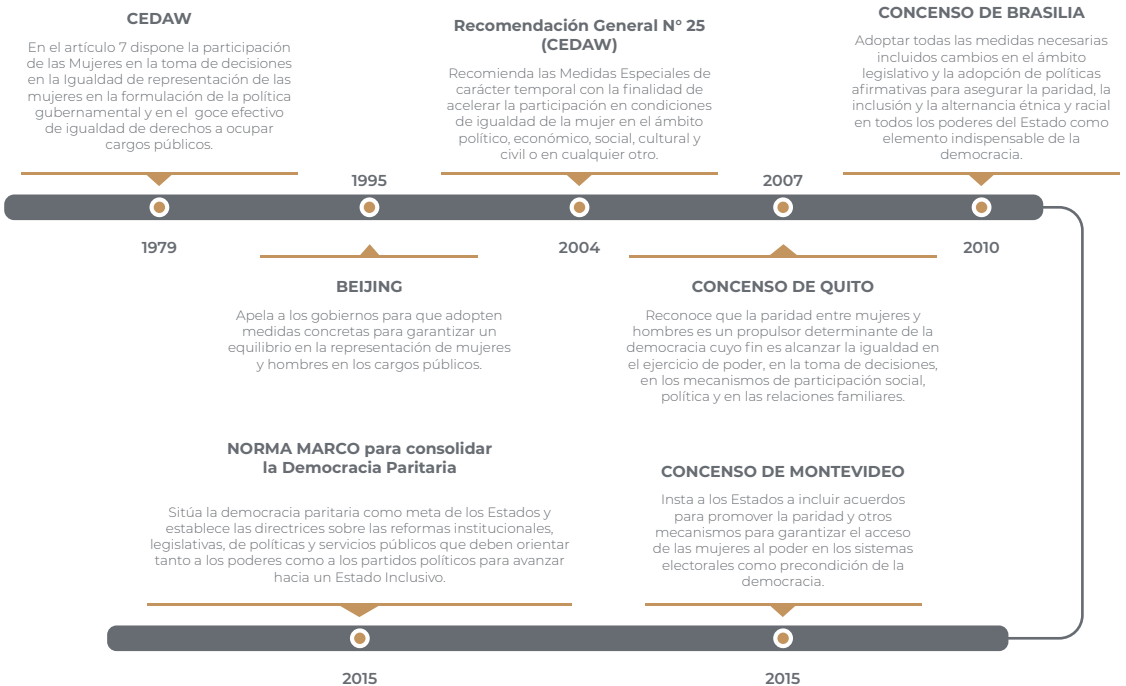 CEDAW
En el artículo 7 dispone la participación
de las Mujeres en la toma de decisiones
en la Igualdad de representación de las
mujeres en la formulación de la política
gubernamental y en el goce efectivo
de igualdad de derechos a ocupar
cargos públicos.
1979
1995
BEIJING
Apela a los gobiernos para que adopten
medidas concretas para garantizar un
equilibrio en la representación de mujeres
y hombres en los cargos públicos.
Recomendación General N° 25
(CEDAW)
Recomienda las Medidas Especiales de
carácter temporal con la finalidad de
acelerar la participación en condiciones
de igualdad de la mujer en el ámbito
político, económico, social, cultural y
civil o en cualquier otro.
2004
2007
CONCENSO DE QUITO
Reconoce que la paridad entre mujeres y
hombres es un propulsor determinante de la
democracia cuyo fin es alcanzar la igualdad en
el ejercicio de poder, en la toma de decisiones,
en los mecanismos de participación social,
política y en las relaciones familiares.
CONCENSO DE BRASILIA
Adoptar todas las medidas necesarias
incluidos cambios en el ámbito
legislativo y la adopción de políticas
afirmativas para asegurar la paridad, la
inclusión y la alternancia étnica y racial
en todos los poderes del Estado como
elemento indispensable de la
democracia.
2010
CONCENSO DE MONTEVIDEO
Insta a los Estados a incluir acuerdos
para promover la paridad y otros
mecanismos para garantizar el acceso
de las mujeres al poder en los sistemas
electorales como precondición de la
democracia.
2015
NORMA MARCO para consolidar
la Democracia Paritaria
Sitúa la democracia paritaria como meta de los Estados y
establece las directrices sobre las reformas institucionales,
legislativas, de políticas y servicios públicos que deben orientar
tanto a los poderes como a los partidos políticos para avanzar
hacia un Estado Inclusivo.
2015